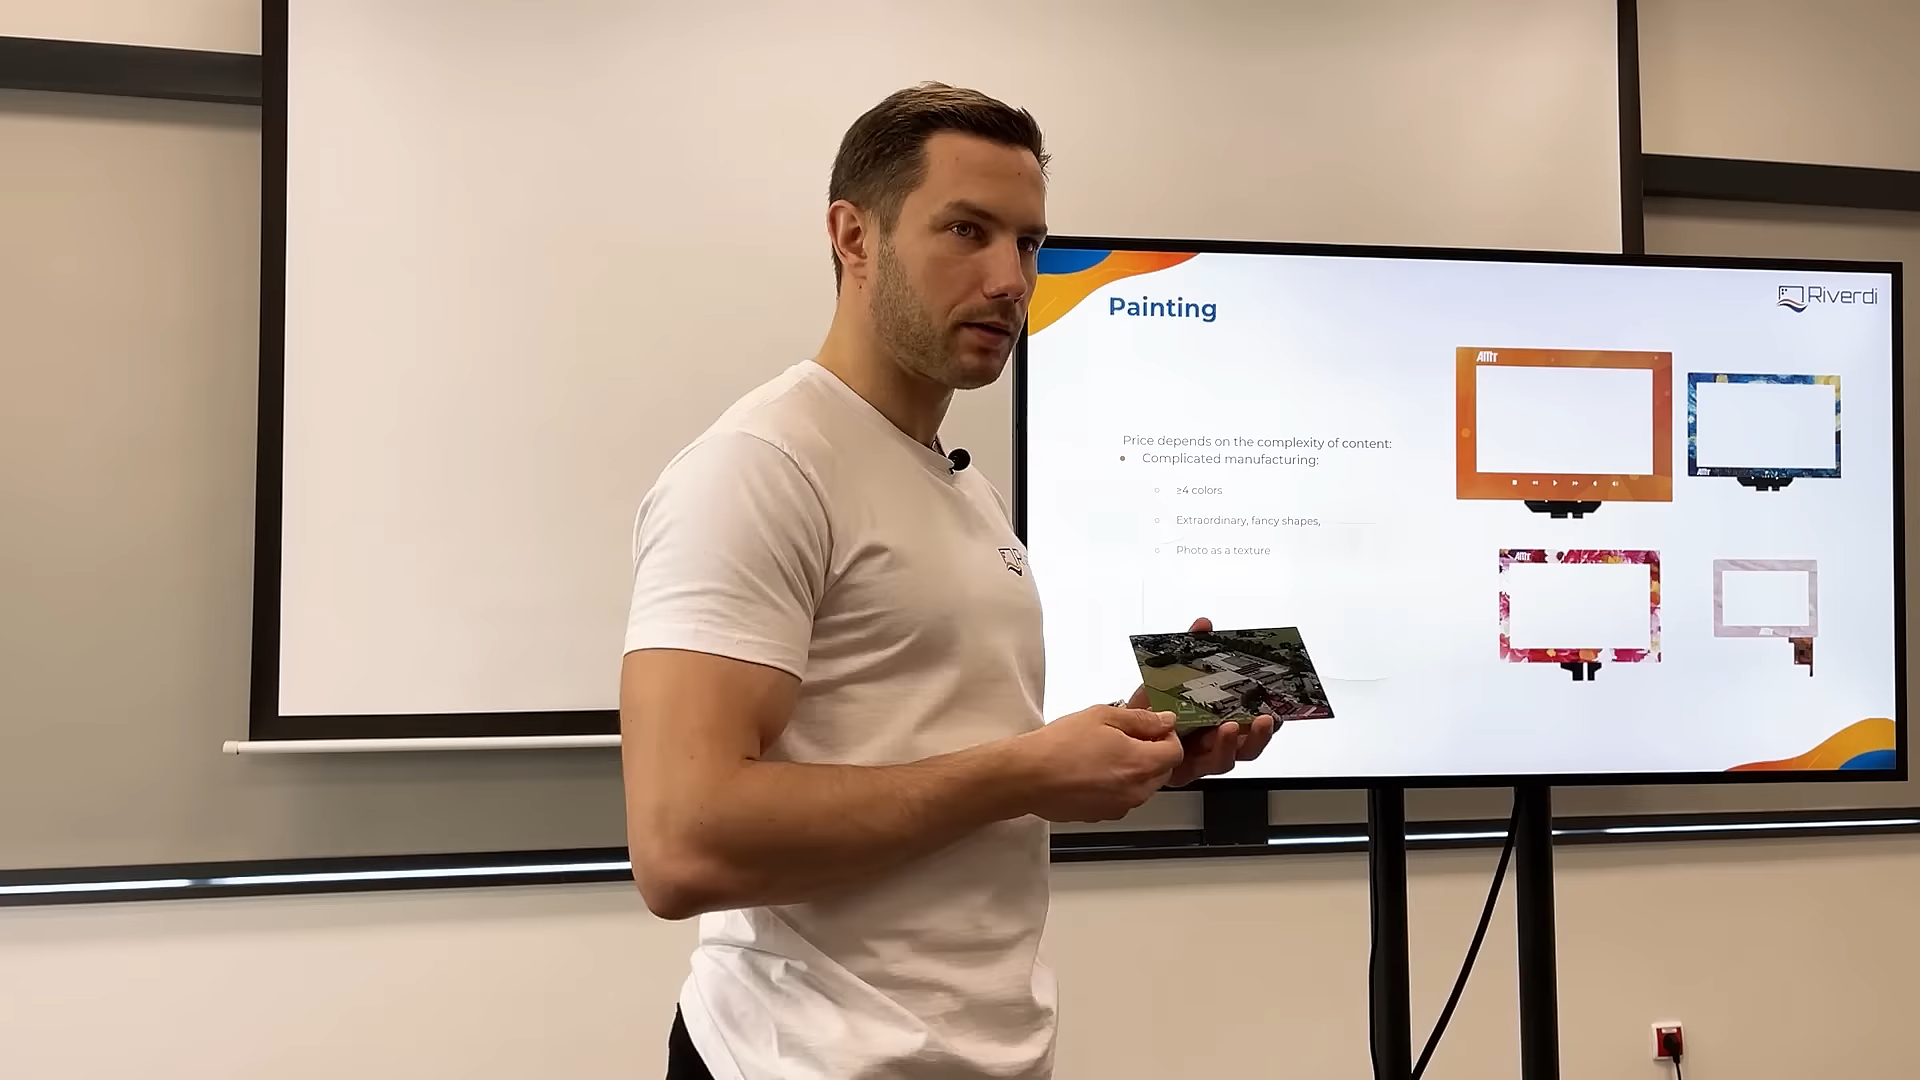 Painting
Riverdi
Price depends on the complexity of content:
Complicated manufacturing:
≥4 colors
Extraordinary, fancy shapes,
Photo as a texture